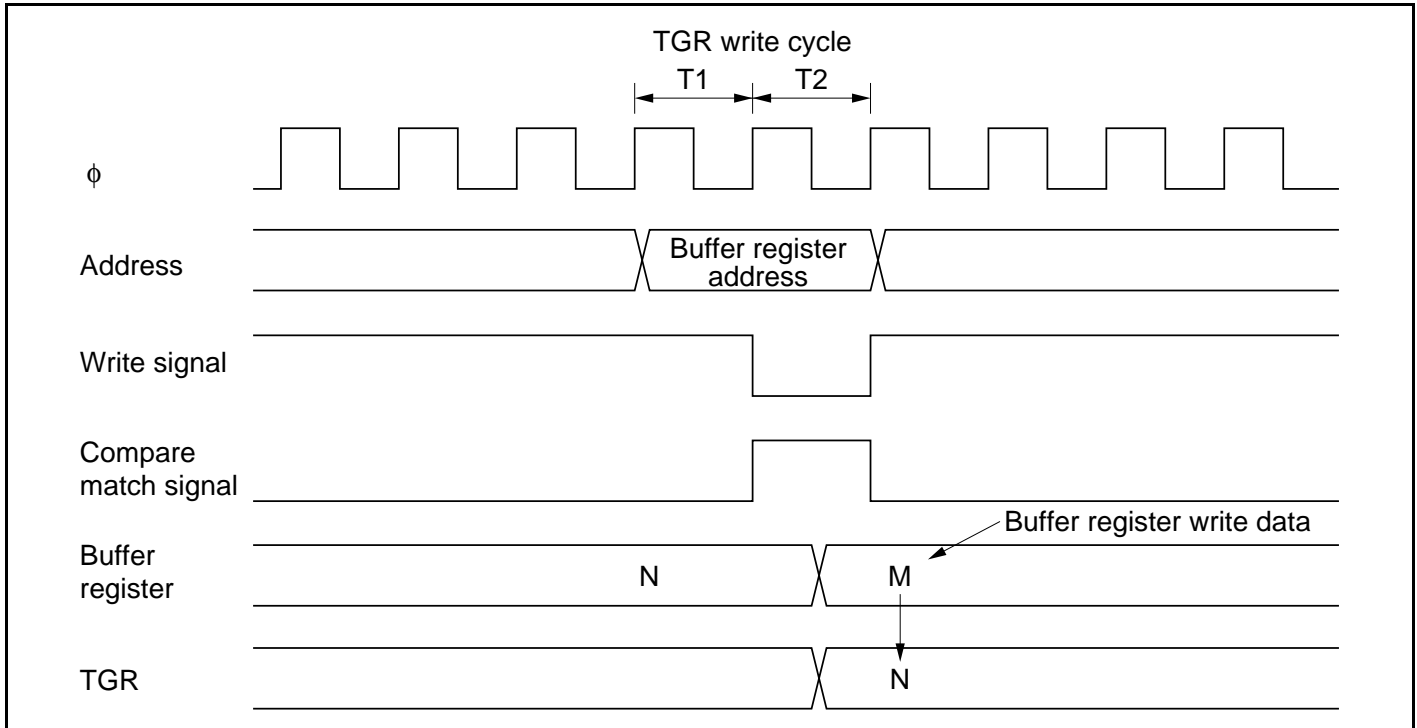 TGR write cycle
T1 T2
ϕ
Address
Buffer register
address
Write signal
Compare
match signal
Buffer register write data
Buffer
register
N M
TGR
N